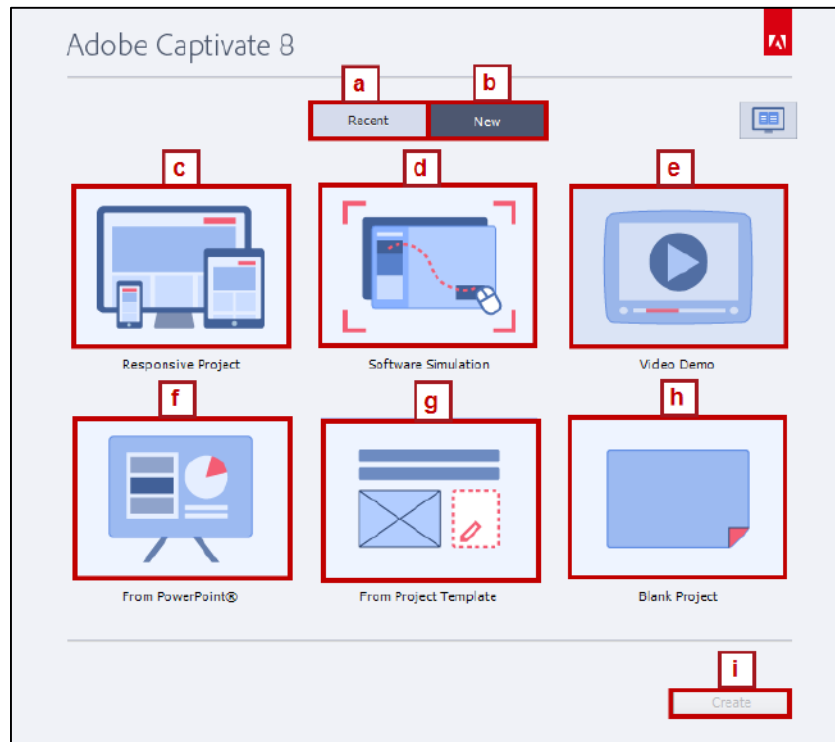 Adobe Captivate 8
a
b
Recent
New
c
d
e
Responsive Project
Software Simulation
Video Demo
f
g
h
From PowerPoint®
From Project Template
Blank Project
i
Create